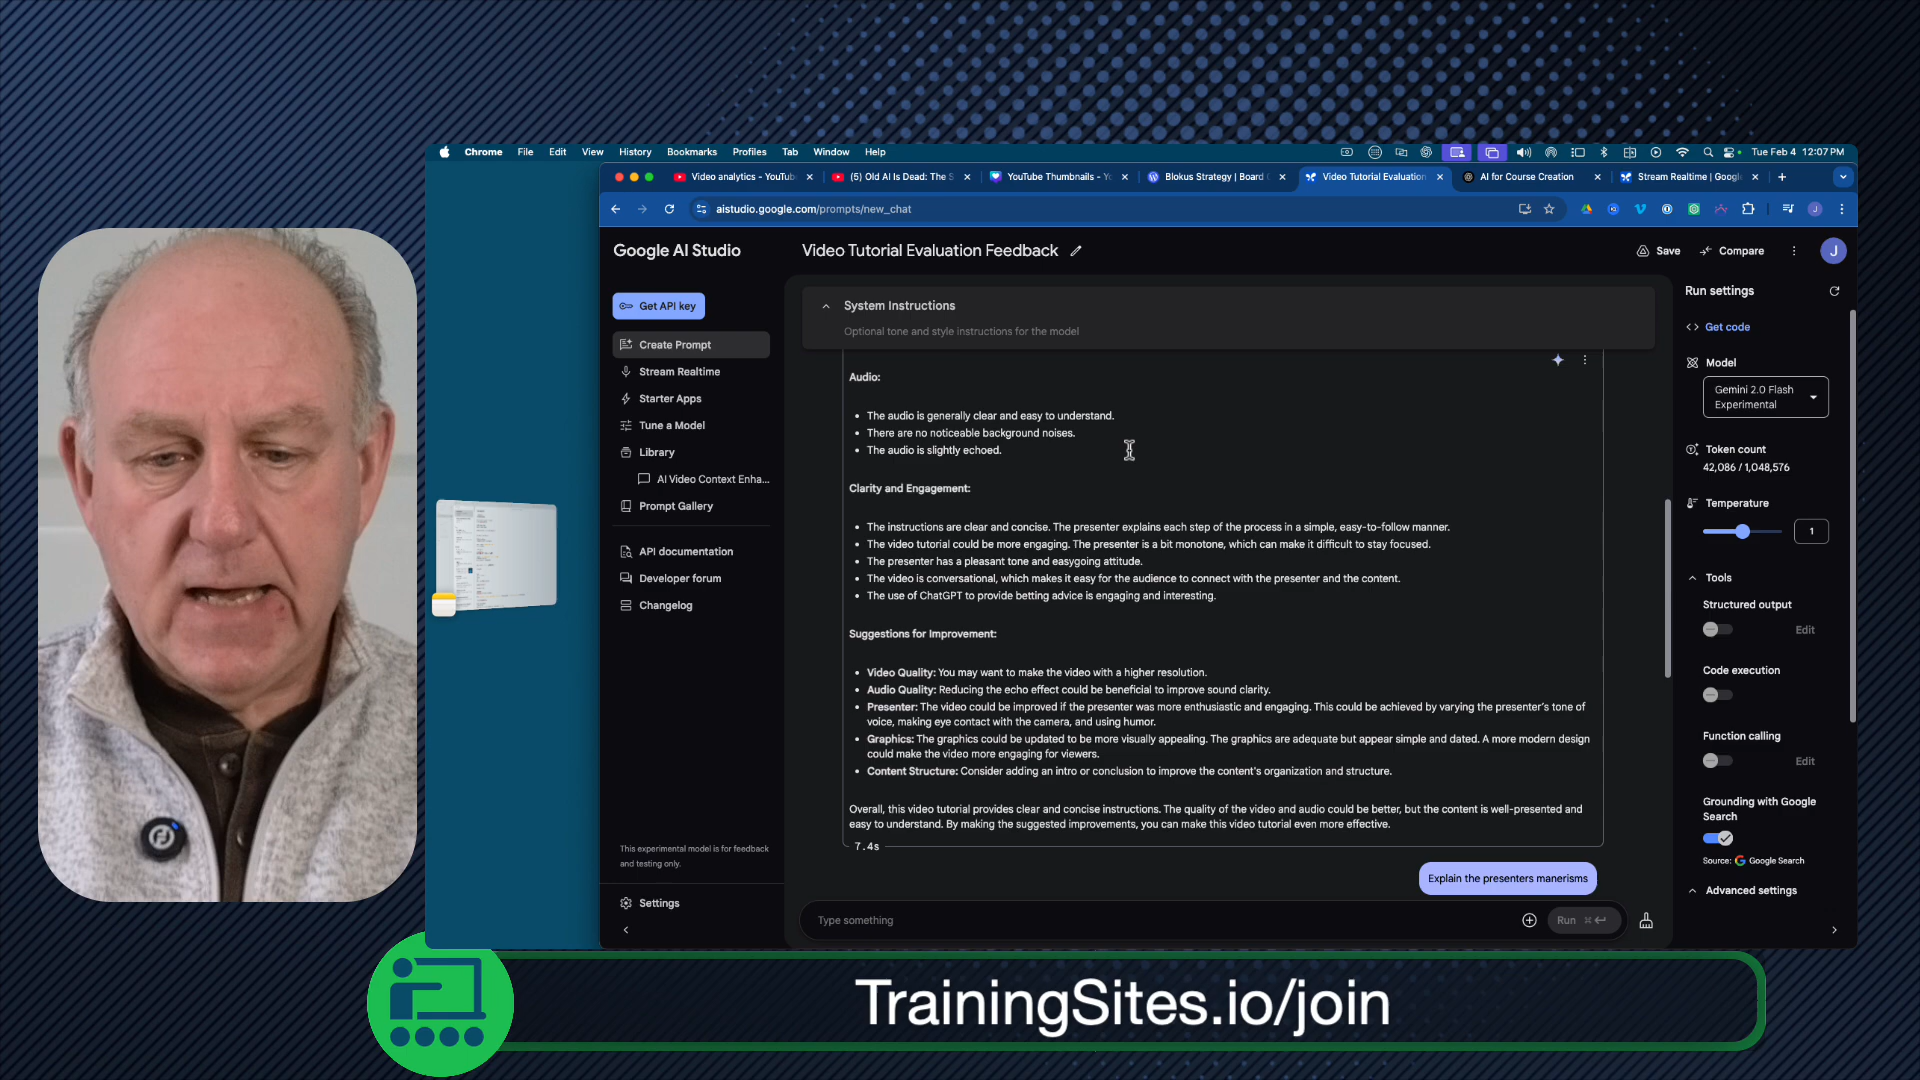 Chrome File Edit View History Bookmarks Profiles Tab Window Help
Tue Feb 4 12:07 PM
Video analytics - YouTub
(5) Old AI Is Dead: The S
YouTube Thumbnails - Yo
Blokus Strategy | Board G
Video Tutorial Evaluation
AI for Course Creation
Stream Realtime | Google
aistudio.google.com/prompts/new_chat
J
Google AI Studio
Video Tutorial Evaluation Feedback
Save
Compare
J
Get API key
Create Prompt
Stream Realtime
Starter Apps
Tune a Model
Library
AI Video Context Enha...
Prompt Gallery
API documentation
Developer forum
Changelog
This experimental model is for feedback
and testing only.
Settings
System Instructions
Optional tone and style instructions for the model
Audio:
• The audio is generally clear and easy to understand.
• There are no noticeable background noises.
• The audio is slightly echoed.
Clarity and Engagement:
• The instructions are clear and concise. The presenter explains each step of the process in a simple, easy-to-follow manner.
• The video tutorial could be more engaging. The presenter is a bit monotone, which can make it difficult to stay focused.
• The presenter has a pleasant tone and easygoing attitude.
• The video is conversational, which makes it easy for the audience to connect with the presenter and the content.
• The use of ChatGPT to provide betting advice is engaging and interesting.
Suggestions for Improvement:
• Video Quality: You may want to make the video with a higher resolution.
• Audio Quality: Reducing the echo effect could be beneficial to improve sound clarity.
• Presenter: The video could be improved if the presenter was more enthusiastic and engaging. This could be achieved by varying the presenter's tone of
voice, making eye contact with the camera, and using humor.
• Graphics: The graphics could be updated to be more visually appealing. The graphics are adequate but appear simple and dated. A more modern design
could make the video more engaging for viewers.
• Content Structure: Consider adding an intro or conclusion to improve the content's organization and structure.
Overall, this video tutorial provides clear and concise instructions. The quality of the video and audio could be better, but the content is well-presented and
easy to understand. By making the suggested improvements, you can make this video tutorial even more effective.
7.4s
Explain the presenters manerisms
Type something
Run
Run settings
Get code
Model
Gemini 2.0 Flash
Experimental
Token count
42,086 / 1,048,576
Temperature
1
Tools
Structured output
Edit
Code execution
Function calling
Edit
Grounding with Google
Search
Source: Google Search
Advanced settings
TrainingSites.io/join